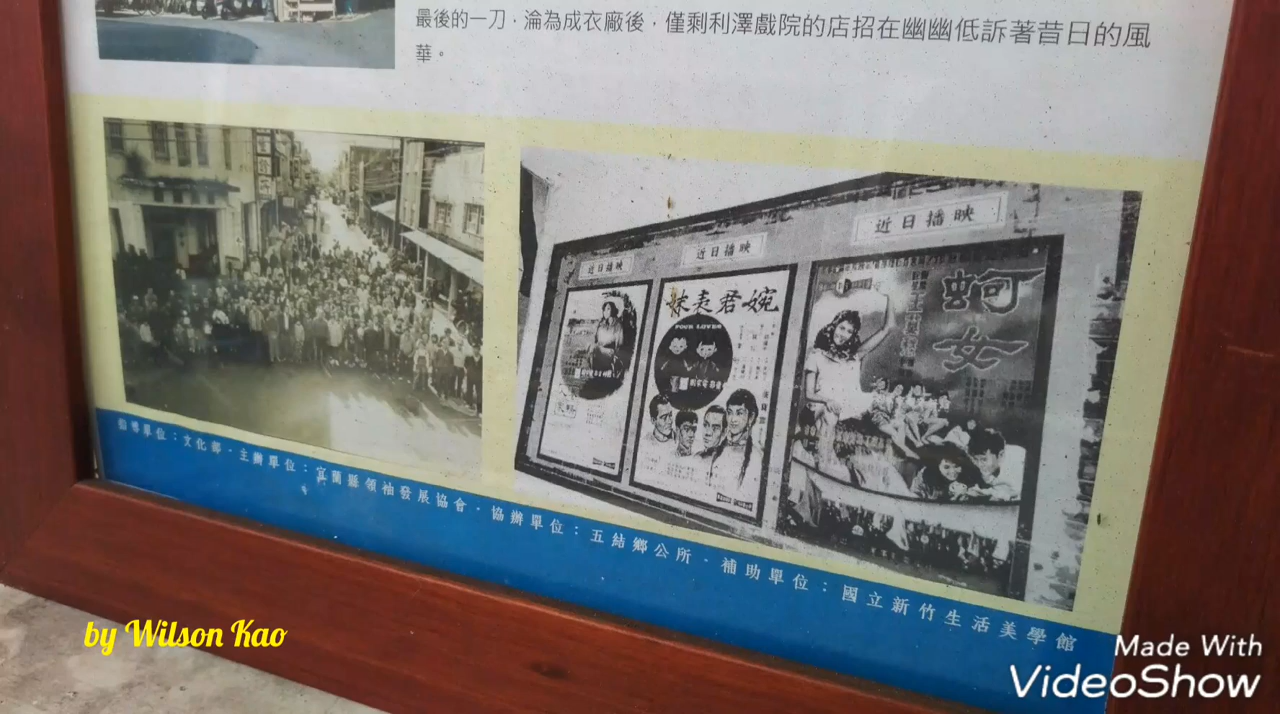 最後的一刀，淪為成衣廠後，僅剩利澤戲院的店招在幽幽低訴著昔日的風
華。
近日播映
近日播映
近日播映
妹表君婉
FOUR LOVES
蚵女
指導單位：文化部．主辦單位：宜蘭縣領袖發展協會．協辦單位：五結鄉公所．補助單位：國立新竹生活美學館
by Wilson Kao
Made With
VideoShow